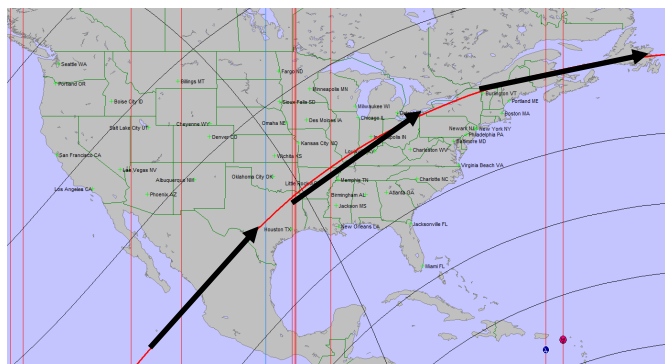 Seattle WA
Portland OR
Fargo ND
Billings MT
Minneapolis MN
Burlington VT
Portland ME
Boise City ID
Sioux Falls SD
Milwaukee WI
Boston MA
Chicago IL
Salt Lake City UT
Cheyenne WY
Omaha NE
Des Moines IA
Newark NJ
New York NY
Philadelphia PA
Denver CO
Indianapolis IN
Baltimore MD
Kansas City MO
Charleston WV
San Francisco CA
Wichita KS
Virginia Beach VA
Las Vegas NV
Oklahoma City OK
Albuquerque NM
Little Rock
Memphis TN
Charlotte NC
Los Angeles CA
Phoenix AZ
Birmingham AL
Atlanta GA
Jackson MS
Houston TX
New Orleans LA
Jacksonville FL
Miami FL